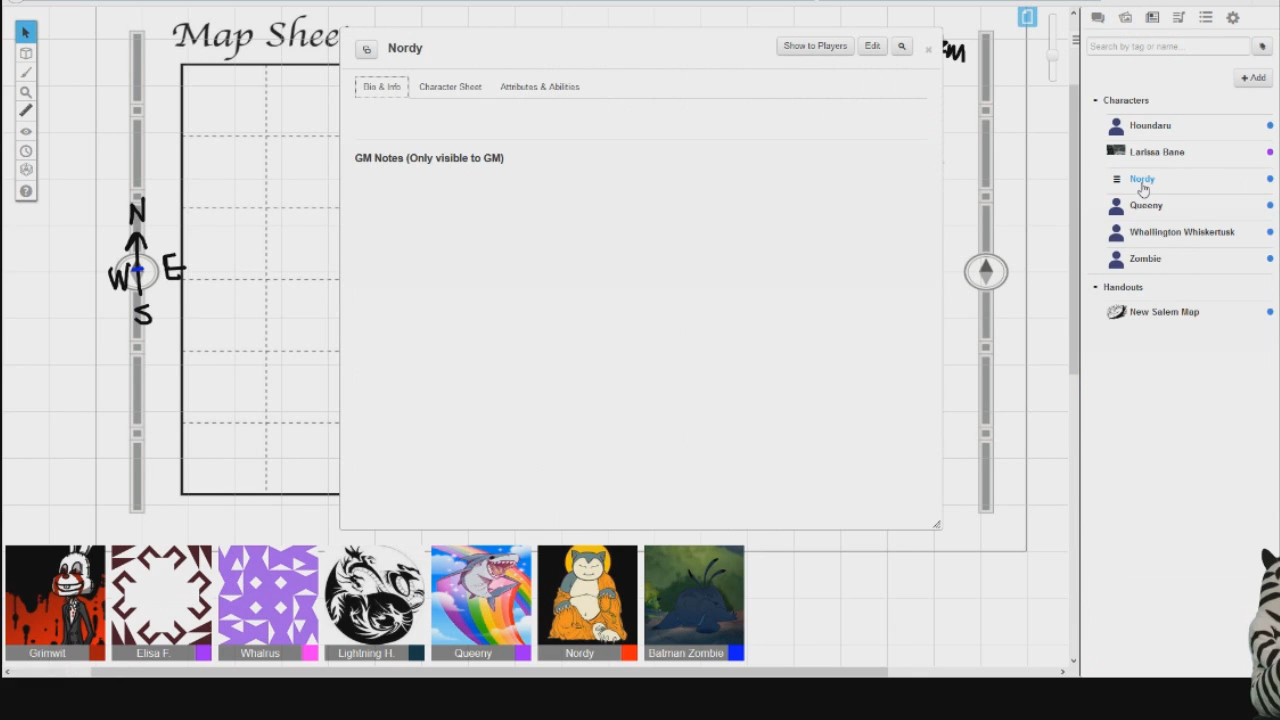 Map Shee
Nordy
Show to Players
Edit
Bio & Info
Character Sheet
Attributes & Abilities
GM Notes (Only visible to GM)
N
W
E
S
Search by tag or name...
+ Add
Characters
Houndaru
Larissa Bane
Nordy
Queeny
Whallington Whiskertusk
Zombie
Handouts
New Salem Map
Grimwit
Elisa F.
Whalrus
Lightning H.
Queeny
Nordy
Batman Zombie